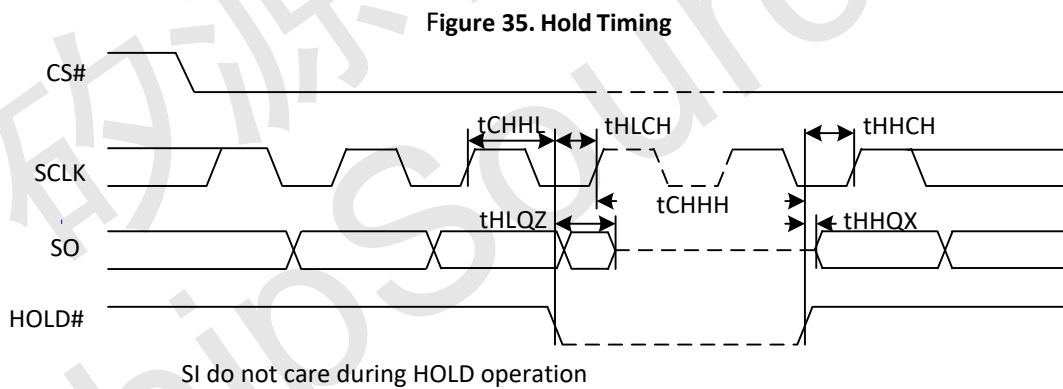 Figure 35. Hold Timing
CS#
tCHHL
tHLCH
tHHCH
SCLK
tCHHH
tHLQZ
tHHQX
SO
HOLD#
SI do not care during HOLD operation